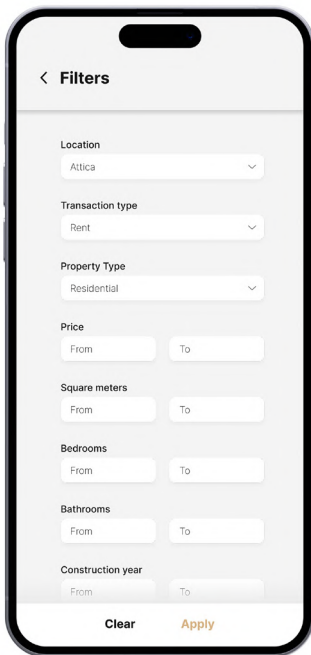 Filters
Location
Attica
Transaction type
Rent
Property Type
Residential
Price
From To
Square meters
From To
Bedrooms
From To
Bathrooms
From To
Construction year
From To
Clear Apply